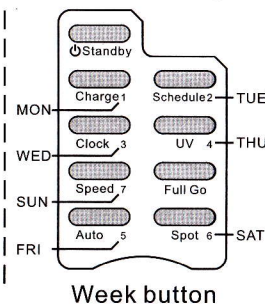 Standby
Charge 1 Schedule 2 TUE
MON
Clock 3 UV 4 THU
WED
Speed 7 Full Go
SUN
Auto 5 Spot 6 SAT
FRI
Week button